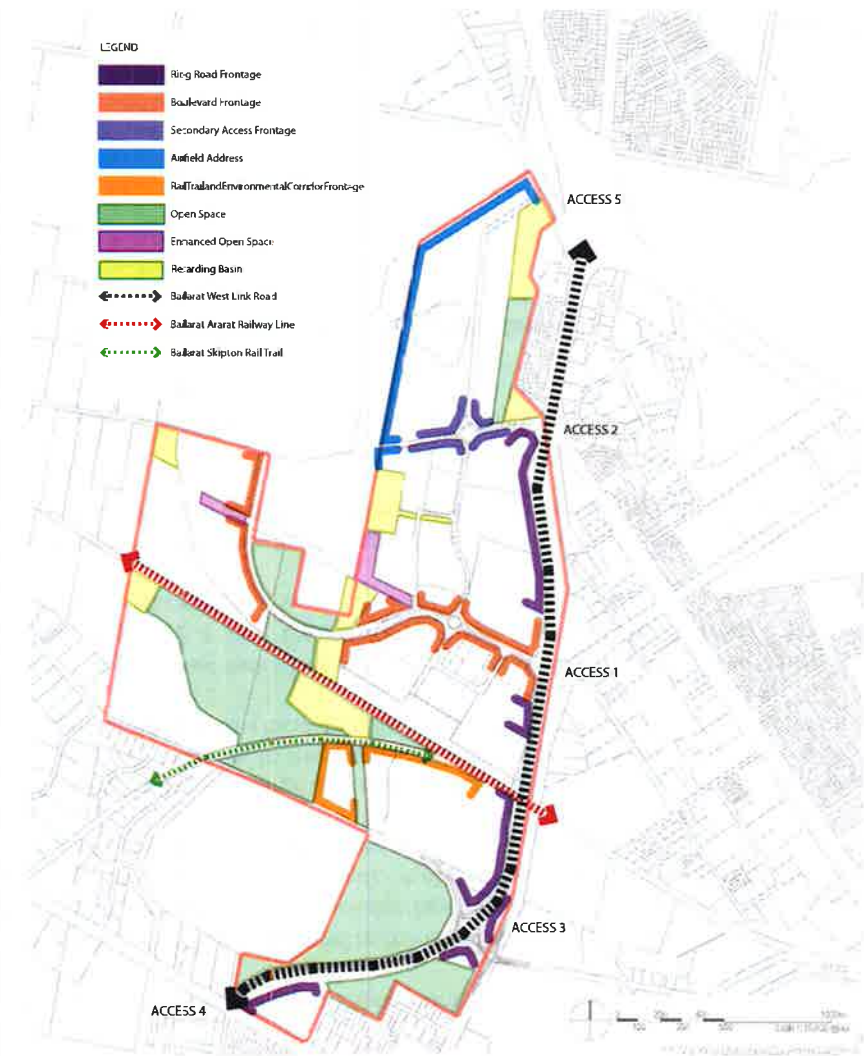 LEGEND
Ring Road Frontage
Boulevard Frontage
Secondary Access Frontage
Airfield Address
RailTrailandEnvironmentalCorridorFrontage
Open Space
Enhanced Open Space
Retarding Basin
Ballarat West Link Road
Ballarat Ararat Railway Line
Ballarat Skipton Rail Trail
ACCESS 5
ACCESS 2
ACCESS 1
ACCESS 3
ACCESS 4